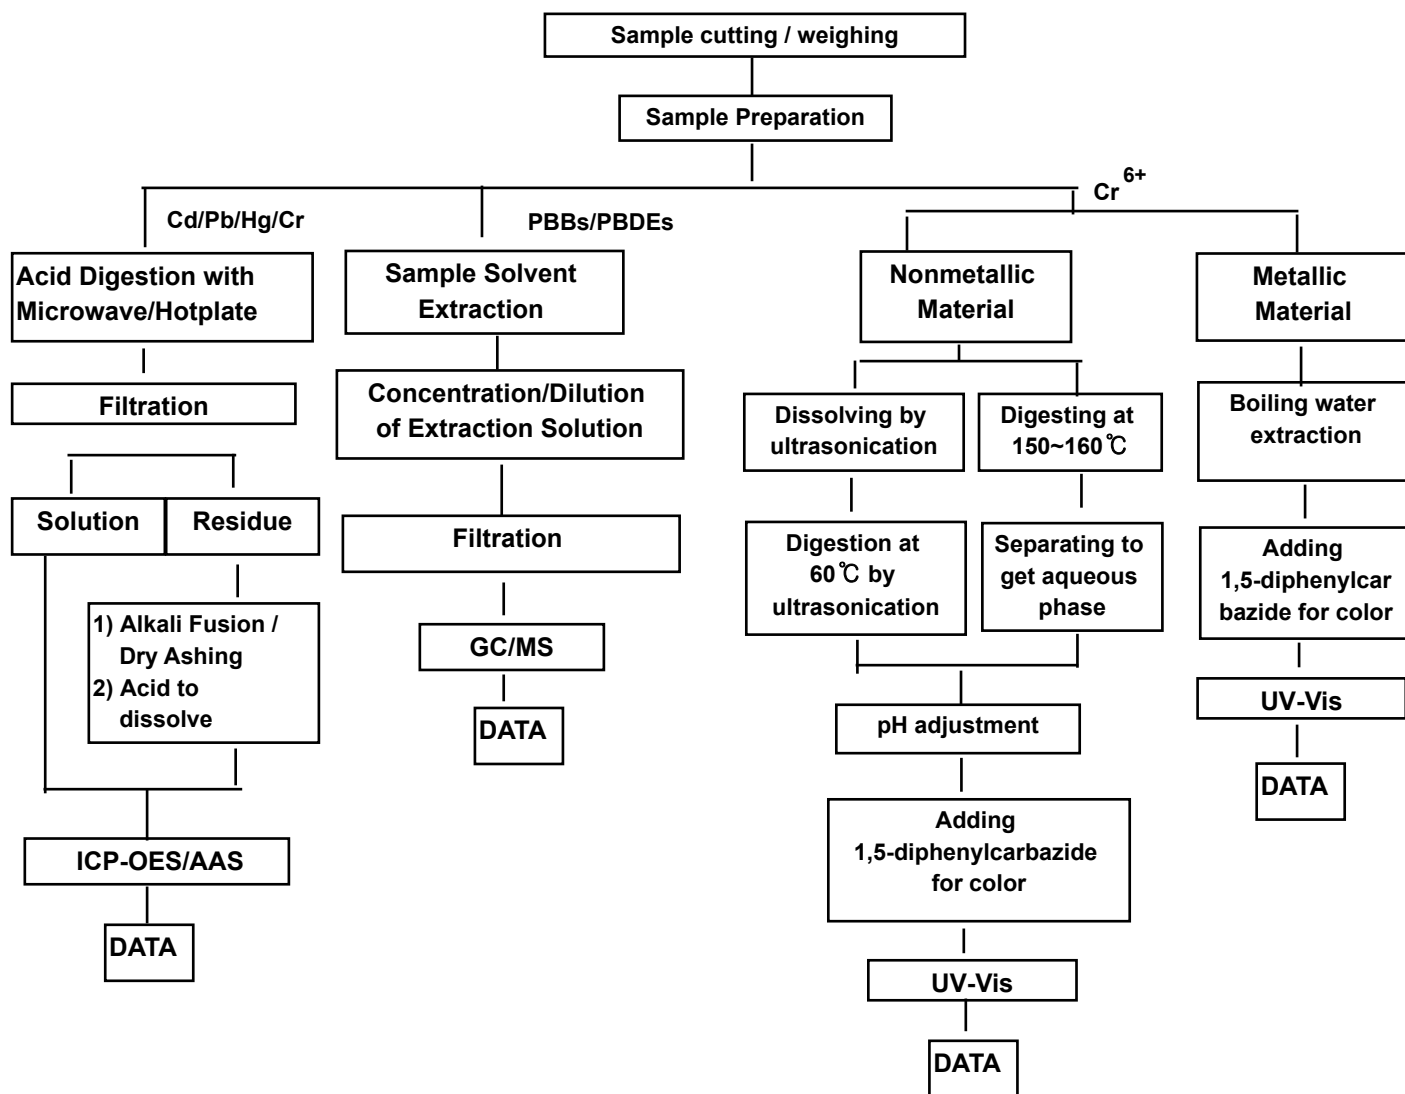 Sample cutting / weighing
Sample Preparation
Cr 6+
Cd/Pb/Hg/Cr
PBBs/PBDEs
Acid Digestion with
Microwave/Hotplate
Sample Solvent
Extraction
Nonmetallic
Material
Metallic
Material
Filtration
Concentration/Dilution
of Extraction Solution
Dissolving by
ultrasonication
Digesting at
150~160℃
Boiling water
extraction
Solution
Residue
Filtration
Digestion at
60℃ by
ultrasonication
Separating to
get aqueous
phase
Adding
1,5-diphenylcar
bazide for color
1) Alkali Fusion /
Dry Ashing
2) Acid to
dissolve
GC/MS
DATA
pH adjustment
UV-Vis
DATA
ICP-OES/AAS
DATA
Adding
1,5-diphenylcarbazide
for color
UV-Vis
DATA